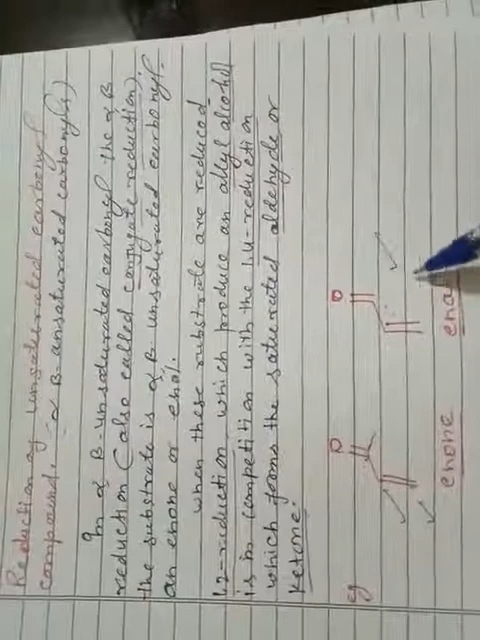 Reduction of unsaturated carbonyl
compound. - α β - unsaturated carbonyls)
In α β - unsaturated carbonyl the α β
reduction (also called conjugate reduction).
the substrate is α β - unsaturated carbonyl.
an enone or enal.
when these substrate are reduced
1,2-reduction which produce an allyl alcohol
is in competition with the 1,4-reduction
which forms the saturated aldehyde or
ketone.
eg
O O
enone ena